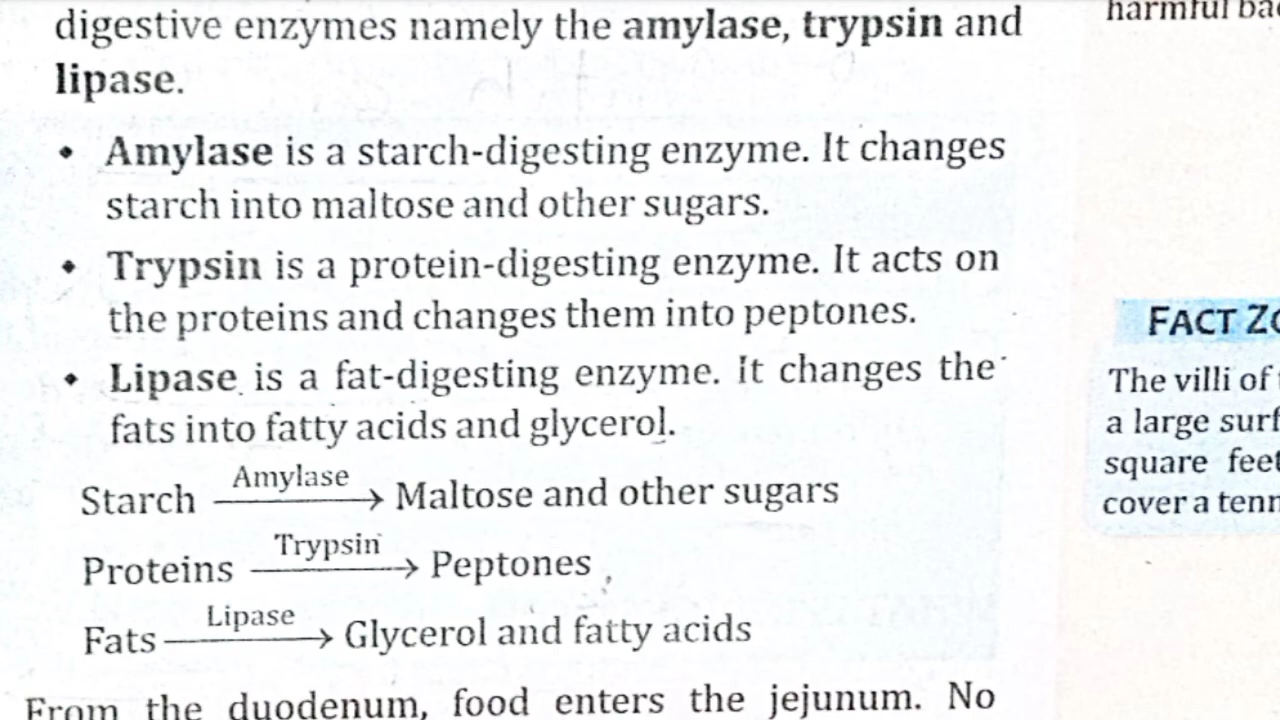 digestive enzymes namely the amylase, trypsin and
lipase.
• Amylase is a starch-digesting enzyme. It changes
starch into maltose and other sugars.
• Trypsin is a protein-digesting enzyme. It acts on
the proteins and changes them into peptones.
• Lipase is a fat-digesting enzyme. It changes the
fats into fatty acids and glycerol.
Starch Amylase → Maltose and other sugars
Proteins Trypsin → Peptones
Fats Lipase → Glycerol and fatty acids
From the duodenum, food enters the jejunum. No
harmful
FACT
The villi of
a large
square feet
cover a